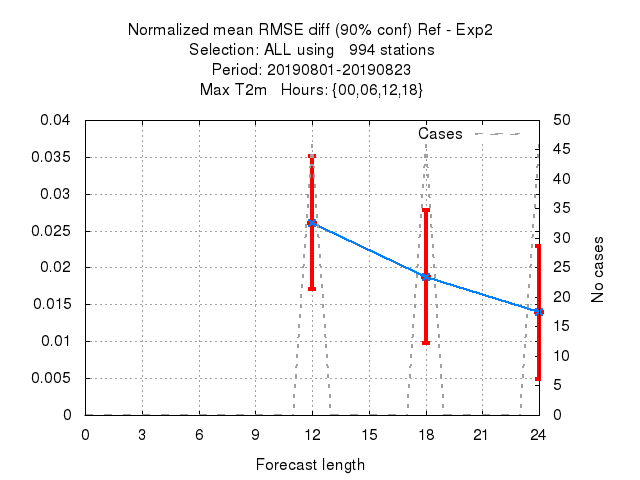 Normalized mean RMSE diff (90% conf) Ref - Exp2
Selection: ALL using   994 stations
Period: 20190801-20190823
Max T2m   Hours: {00,06,12,18}
0.04
0.035
0.03
0.025
0.02
0.015
0.01
0.005
0
Cases
50
45
40
35
30
25
20
15
10
5
0
No cases
0 3 6 9 12 15 18 21 24
Forecast length